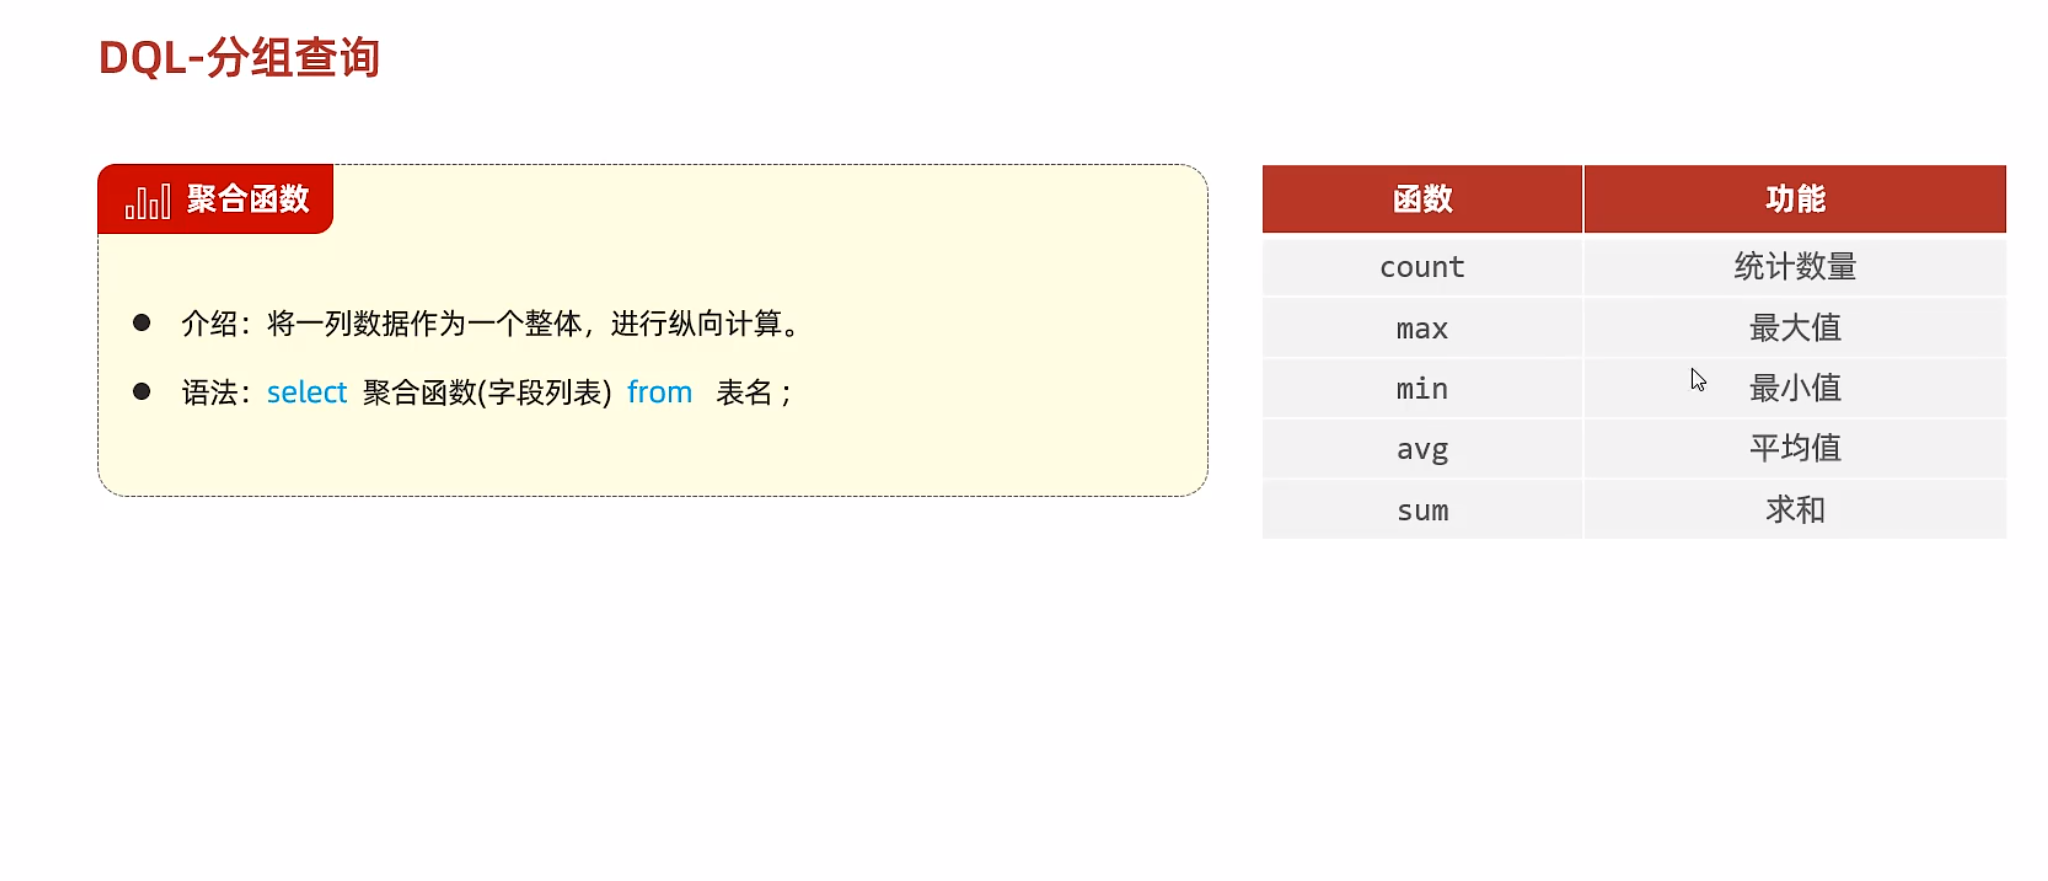 DQL-分组查询
聚合函数
介绍：将一列数据作为一个整体，进行纵向计算。
语法：select 聚合函数(字段列表) from 表名 ;
函数 功能
count 统计数量
max 最大值
min 最小值
avg 平均值
sum 求和